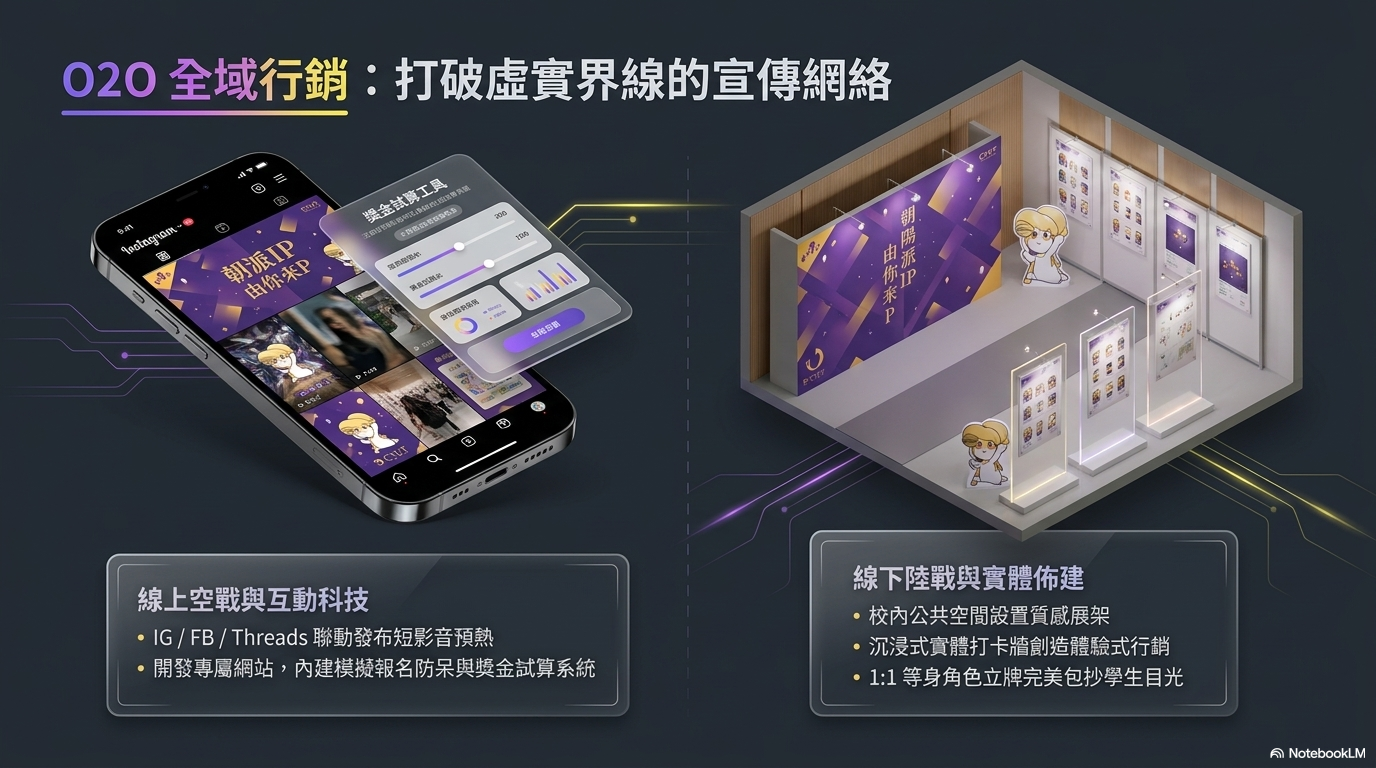 O2O 全域行銷：打破虛實界線的宣傳網絡
9:41
Instagram
朝派IP
由你來P
獎金試算工具
CYUT
朝陽派IP
由你來P
線上空戰與互動科技
• IG / FB / Threads 聯動發布短影音預熱
• 開發專屬網站，內建模擬報名防呆與獎金試算系統
線下陸戰與實體佈建
• 校內公共空間設置質感展架
• 沉浸式實體打卡牆創造體驗式行銷
• 1:1 等身角色立牌完美包抄學生目光
NotebookLM